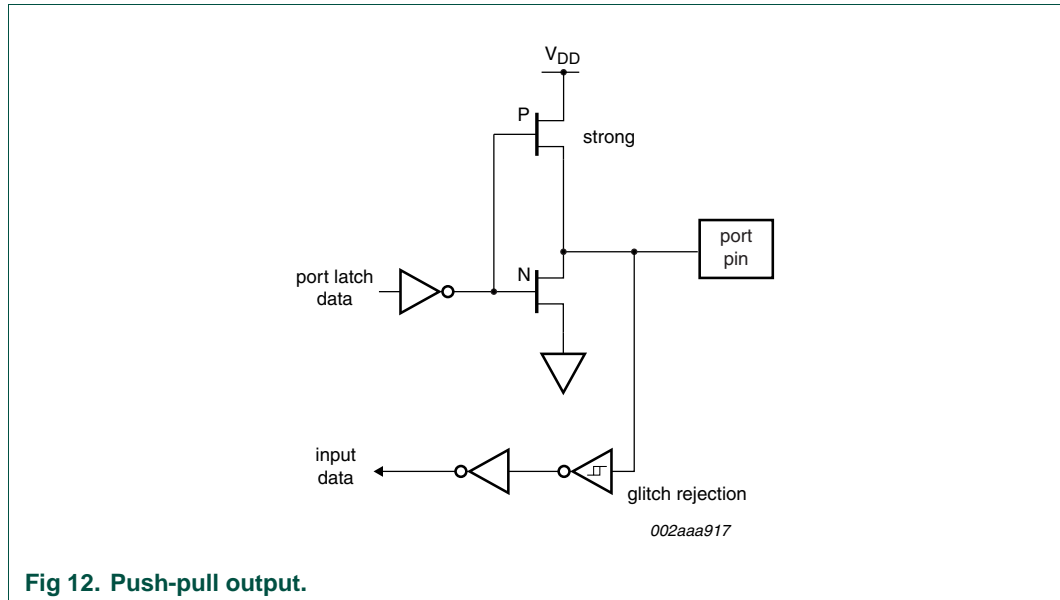 VDD
P
strong
port
pin
N
port latch
data
input
data
glitch rejection
002aaa917
Fig 12. Push-pull output.